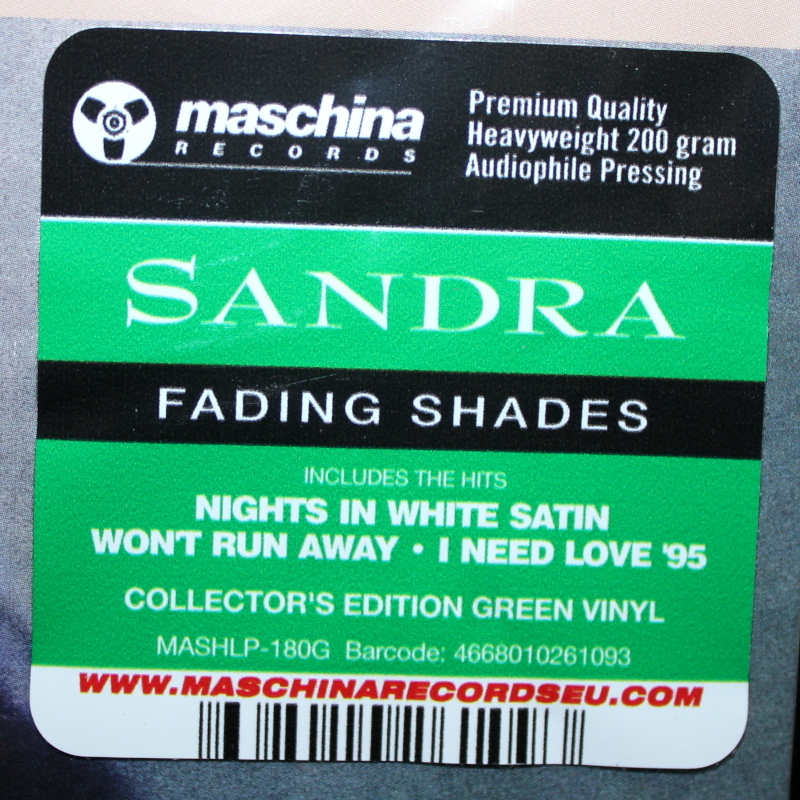 maschina
RECORDS
Premium Quality
Heavyweight 200 gram
Audiophile Pressing
SANDRA
FADING SHADES
INCLUDES THE HITS
NIGHTS IN WHITE SATIN
WON'T RUN AWAY • I NEED LOVE '95
COLLECTOR'S EDITION GREEN VINYL
MASHLP-180G Barcode: 4668010261093
WWW.MASCHINARECORDSEU.COM